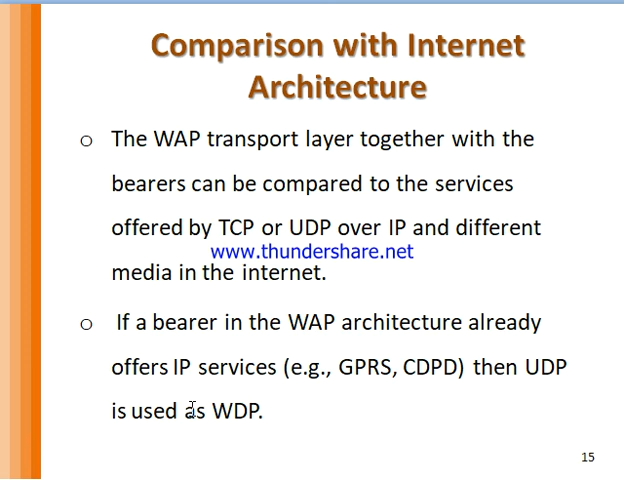 Comparison with Internet
Architecture
o The WAP transport layer together with the
bearers can be compared to the services
offered by TCP or UDP over IP and different
www.thundershare.net
media in the internet.
o If a bearer in the WAP architecture already
offers IP services (e.g., GPRS, CDPD) then UDP
is used as WDP.
15